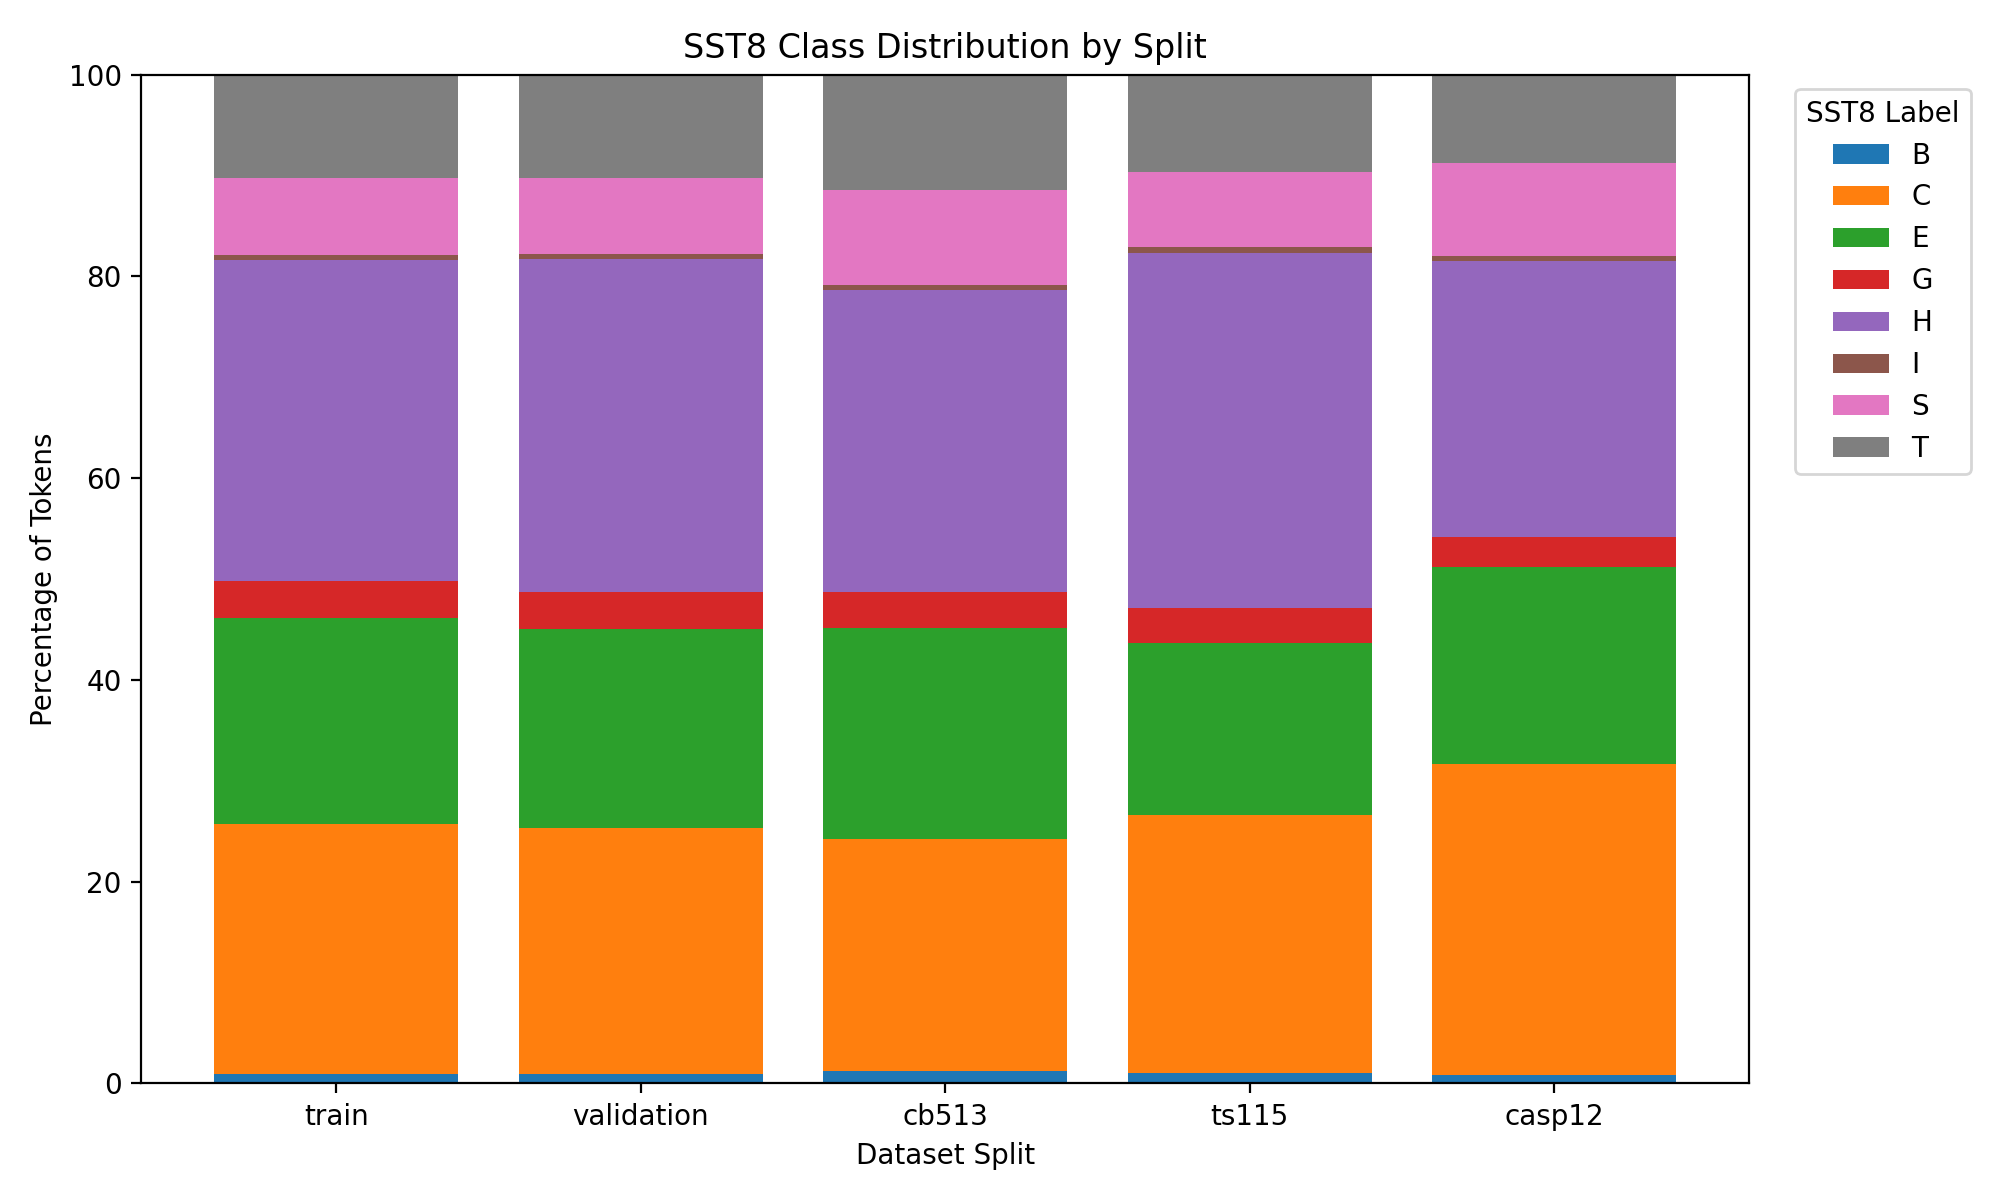 SST8 Class Distribution by Split
100
80
60
40
20
0
Percentage of Tokens
train
validation
cb513
ts115
casp12
Dataset Split
SST8 Label
B
C
E
G
H
I
S
T